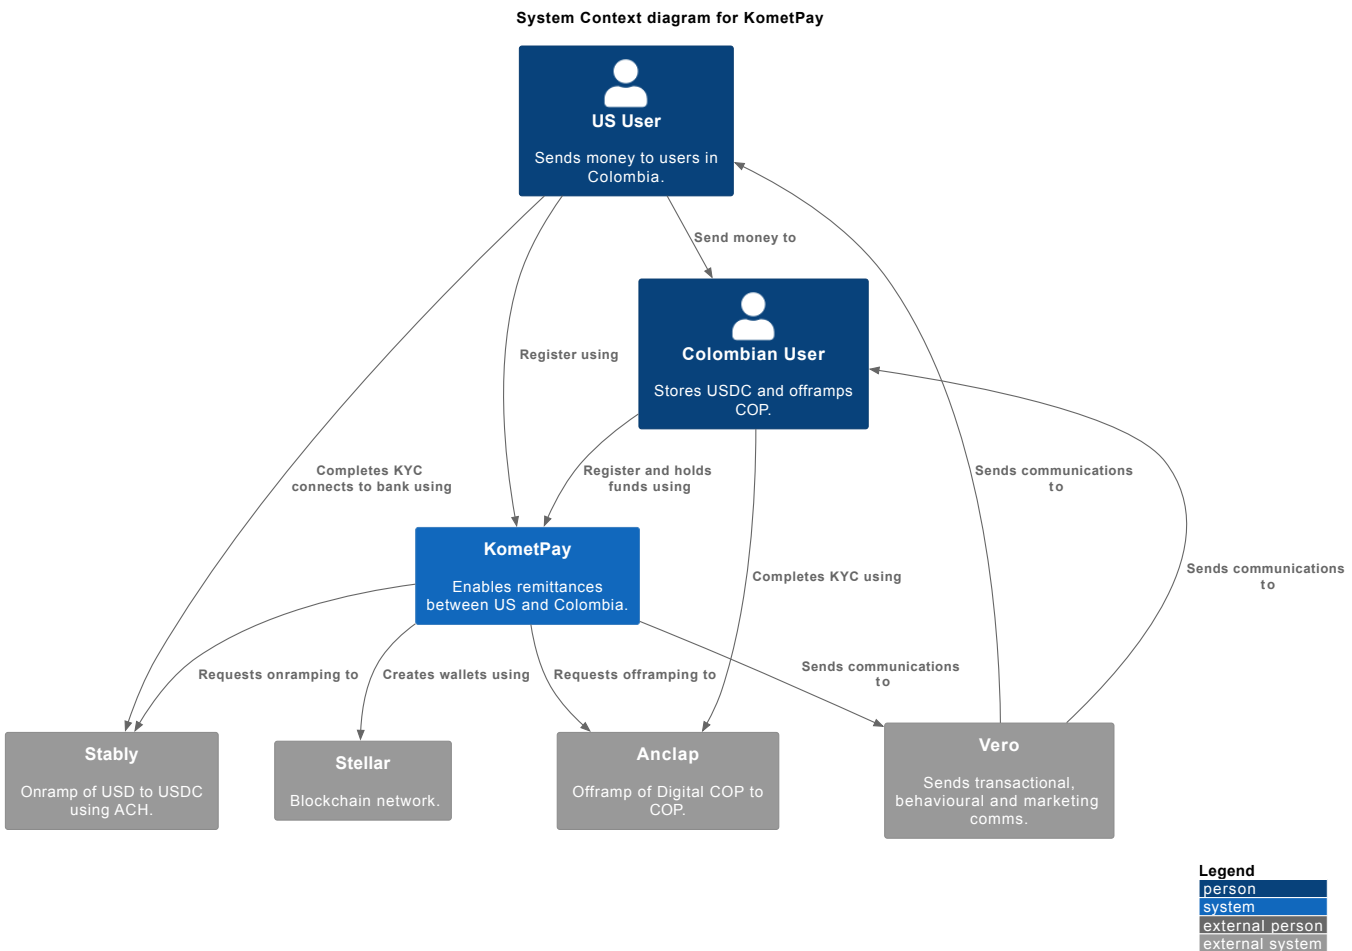 System Context diagram for KometPay
US User
Sends money to users in
Colombia.
Send money to
Colombian User
Stores USDC and offramps
COP.
Register using
Completes KYC
connects to bank using
Register and holds
funds using
Sends communications
to
KometPay
Enables remittances
between US and Colombia.
Completes KYC using
Sends communications
to
Requests onramping to
Creates wallets using
Requests offramping to
Sends communications
to
Stably
Onramp of USD to USDC
using ACH.
Stellar
Blockchain network.
Anclap
Offramp of Digital COP to
COP.
Vero
Sends transactional,
behavioural and marketing
comms.
Legend
person
system
external person
external system